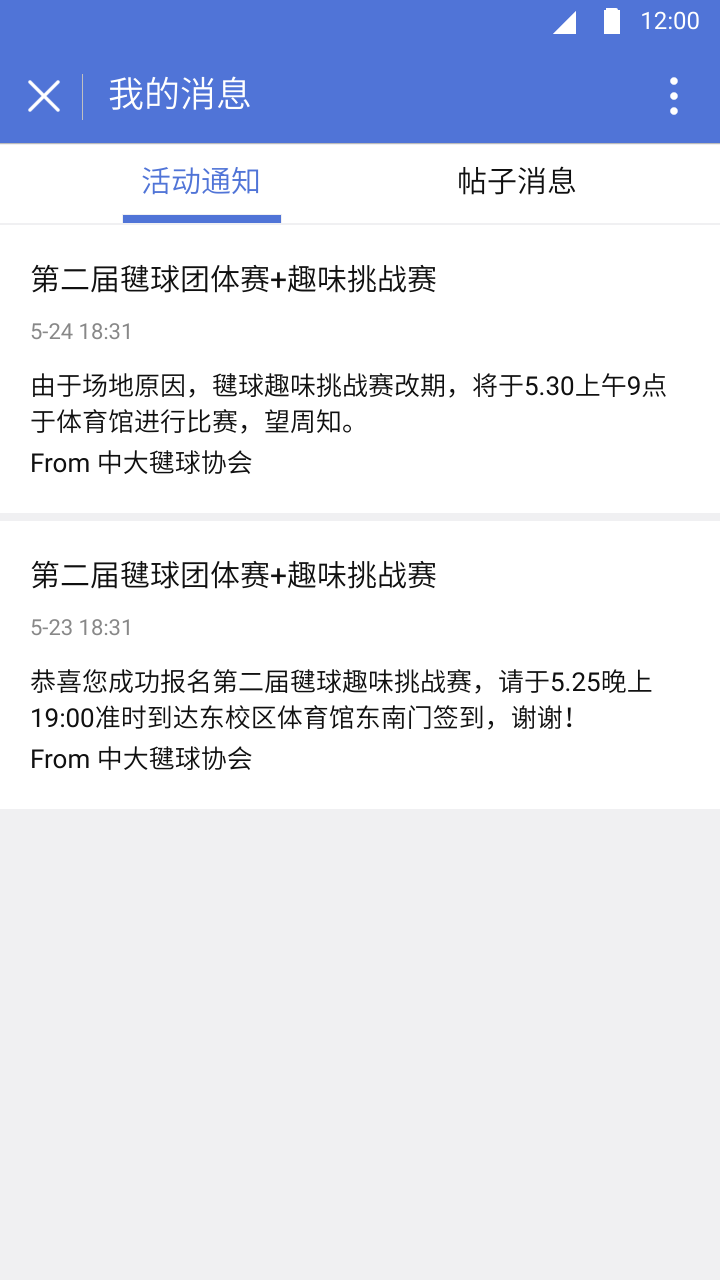 12:00
我的消息
活动通知
帖子消息
第二届毽球团体赛+趣味挑战赛
5-24 18:31
由于场地原因，毽球趣味挑战赛改期，将于5.30上午9点
于体育馆进行比赛，望周知。
From 中大毽球协会
第二届毽球团体赛+趣味挑战赛
5-23 18:31
恭喜您成功报名第二届毽球趣味挑战赛，请于5.25晚上
19:00准时到达东校区体育馆东南门签到，谢谢！
From 中大毽球协会